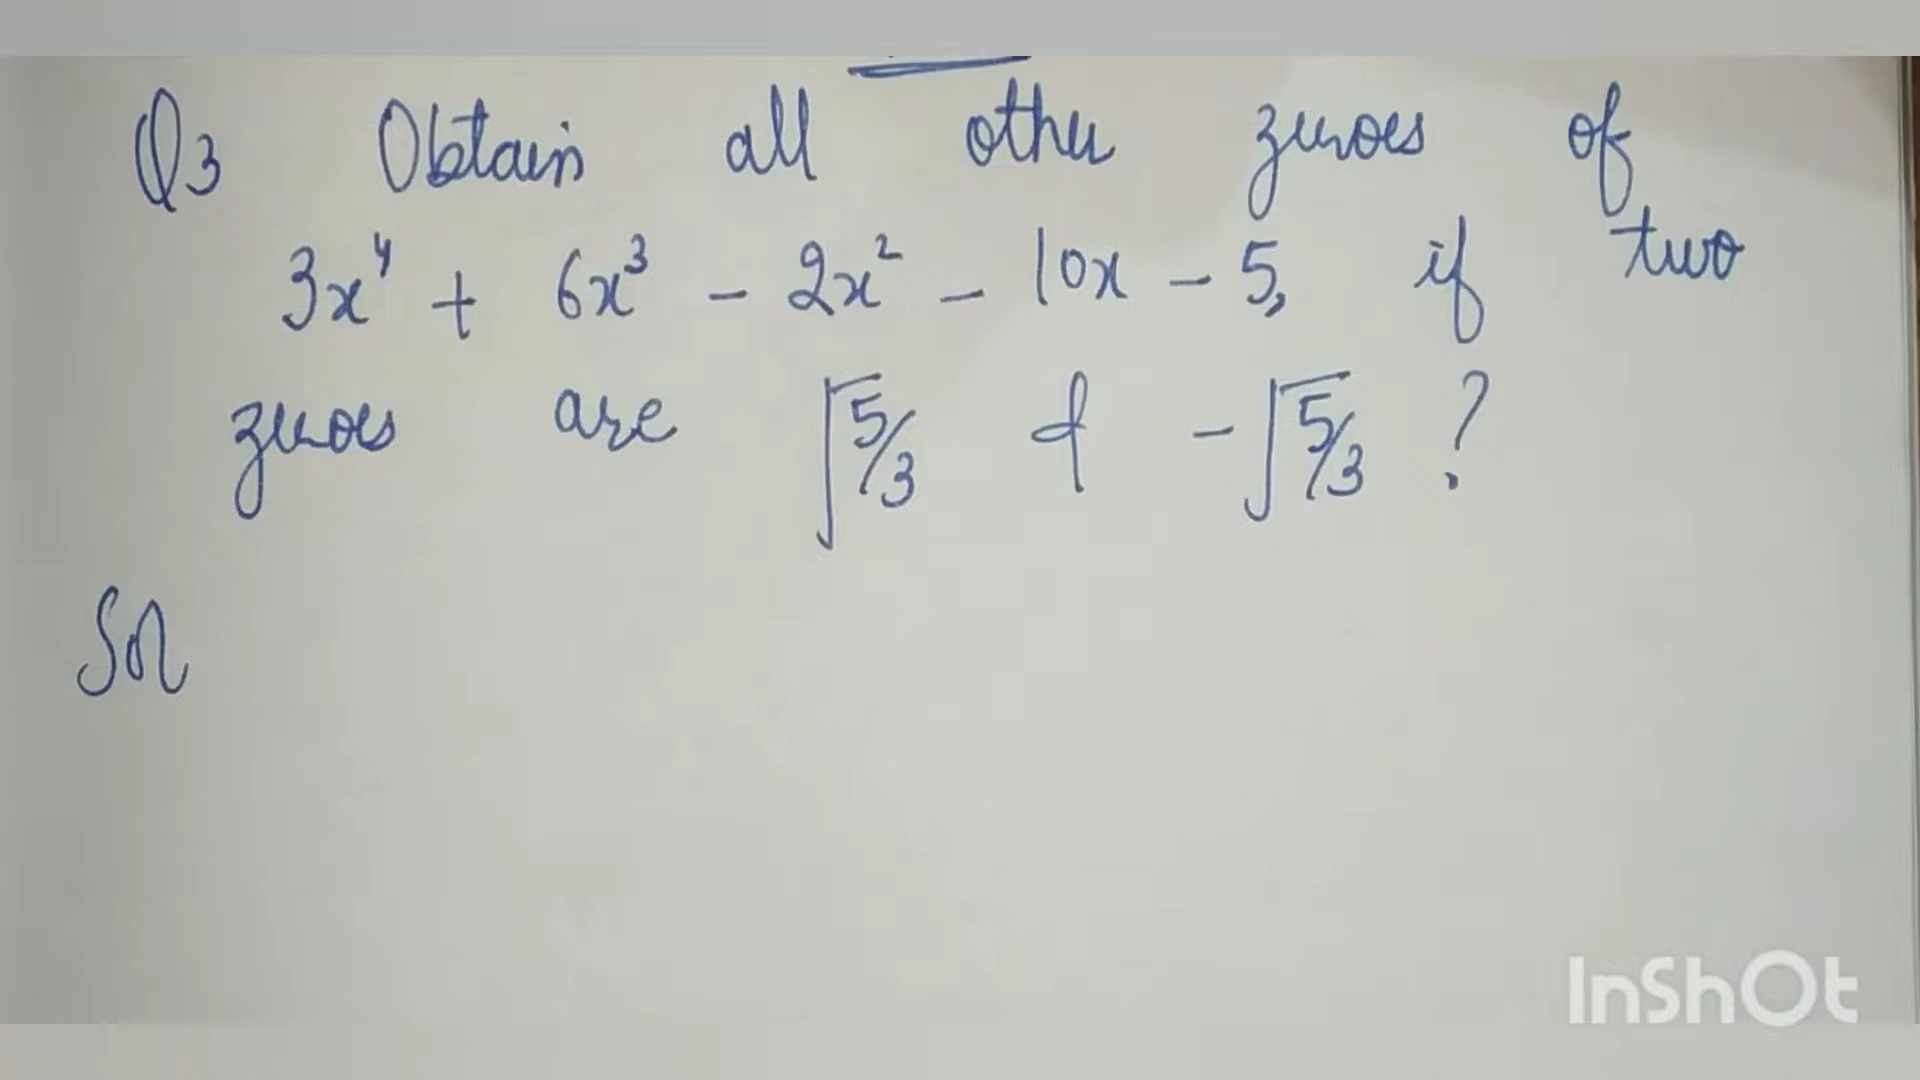 Q3 Obtain all other zeroes of
3x⁴ + 6x³ - 2x² - 10x - 5, if two
zeroes are √5/3 & -√5/3 ?
Sol
InShOt